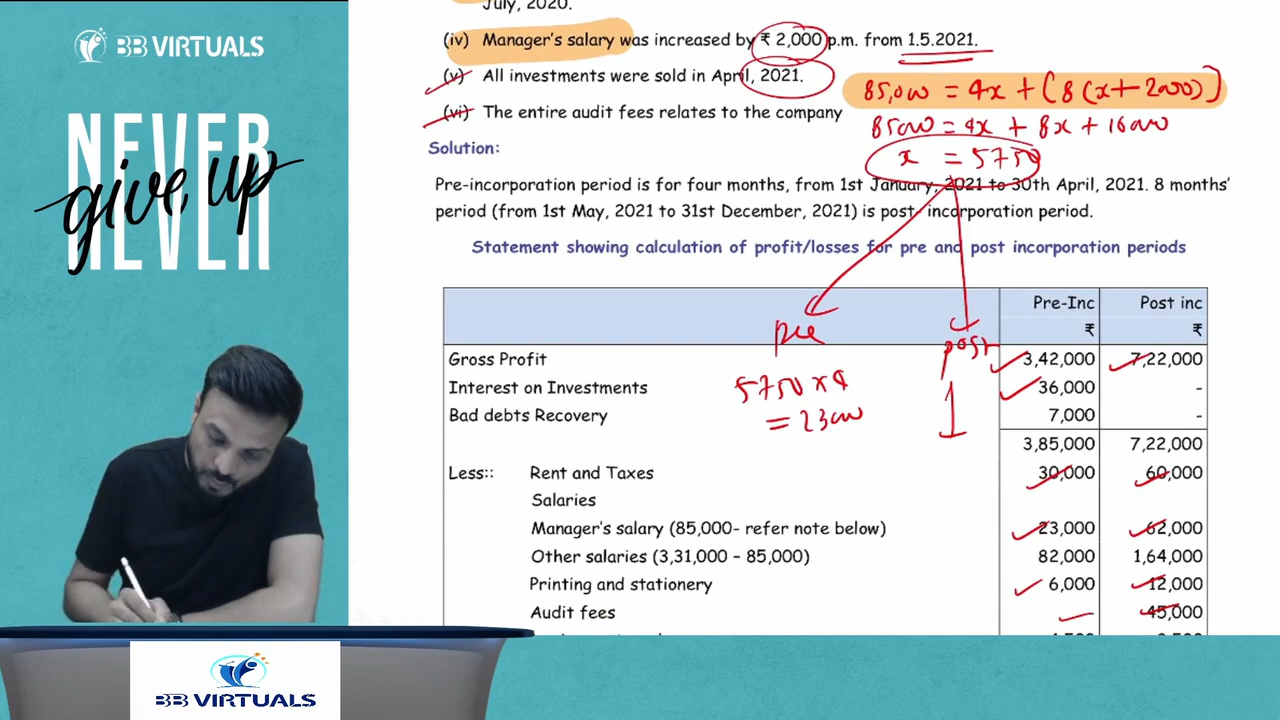 BB VIRTUALS
NEVER
give up
NEVER
July, 2020.
(iv) Manager's salary was increased by ₹ 2,000 p.m. from 1.5.2021.
(v) All investments were sold in April, 2021.
85,000 = 4x + (8(x+2000)]
(vi) The entire audit fees relates to the company
85000 = 4x + 8x + 16000
Solution:
x = 5750
Pre-incorporation period is for four months, from 1st January, 2021 to 30th April, 2021. 8 months'
period (from 1st May, 2021 to 31st December, 2021) is post- incorporation period.
Statement showing calculation of profit/losses for pre and post incorporation periods
Pre-Inc Post inc
₹ ₹
pre post
Gross Profit 3,42,000 7,22,000
Interest on Investments 36,000 -
5750 x 4
Bad debts Recovery 7,000 -
= 23000
3,85,000 7,22,000
Less:: Rent and Taxes 30,000 60,000
Salaries
Manager's salary (85,000- refer note below) 23,000 62,000
Other salaries (3,31,000 – 85,000) 82,000 1,64,000
Printing and stationery 6,000 12,000
Audit fees - 45,000
BB VIRTUALS